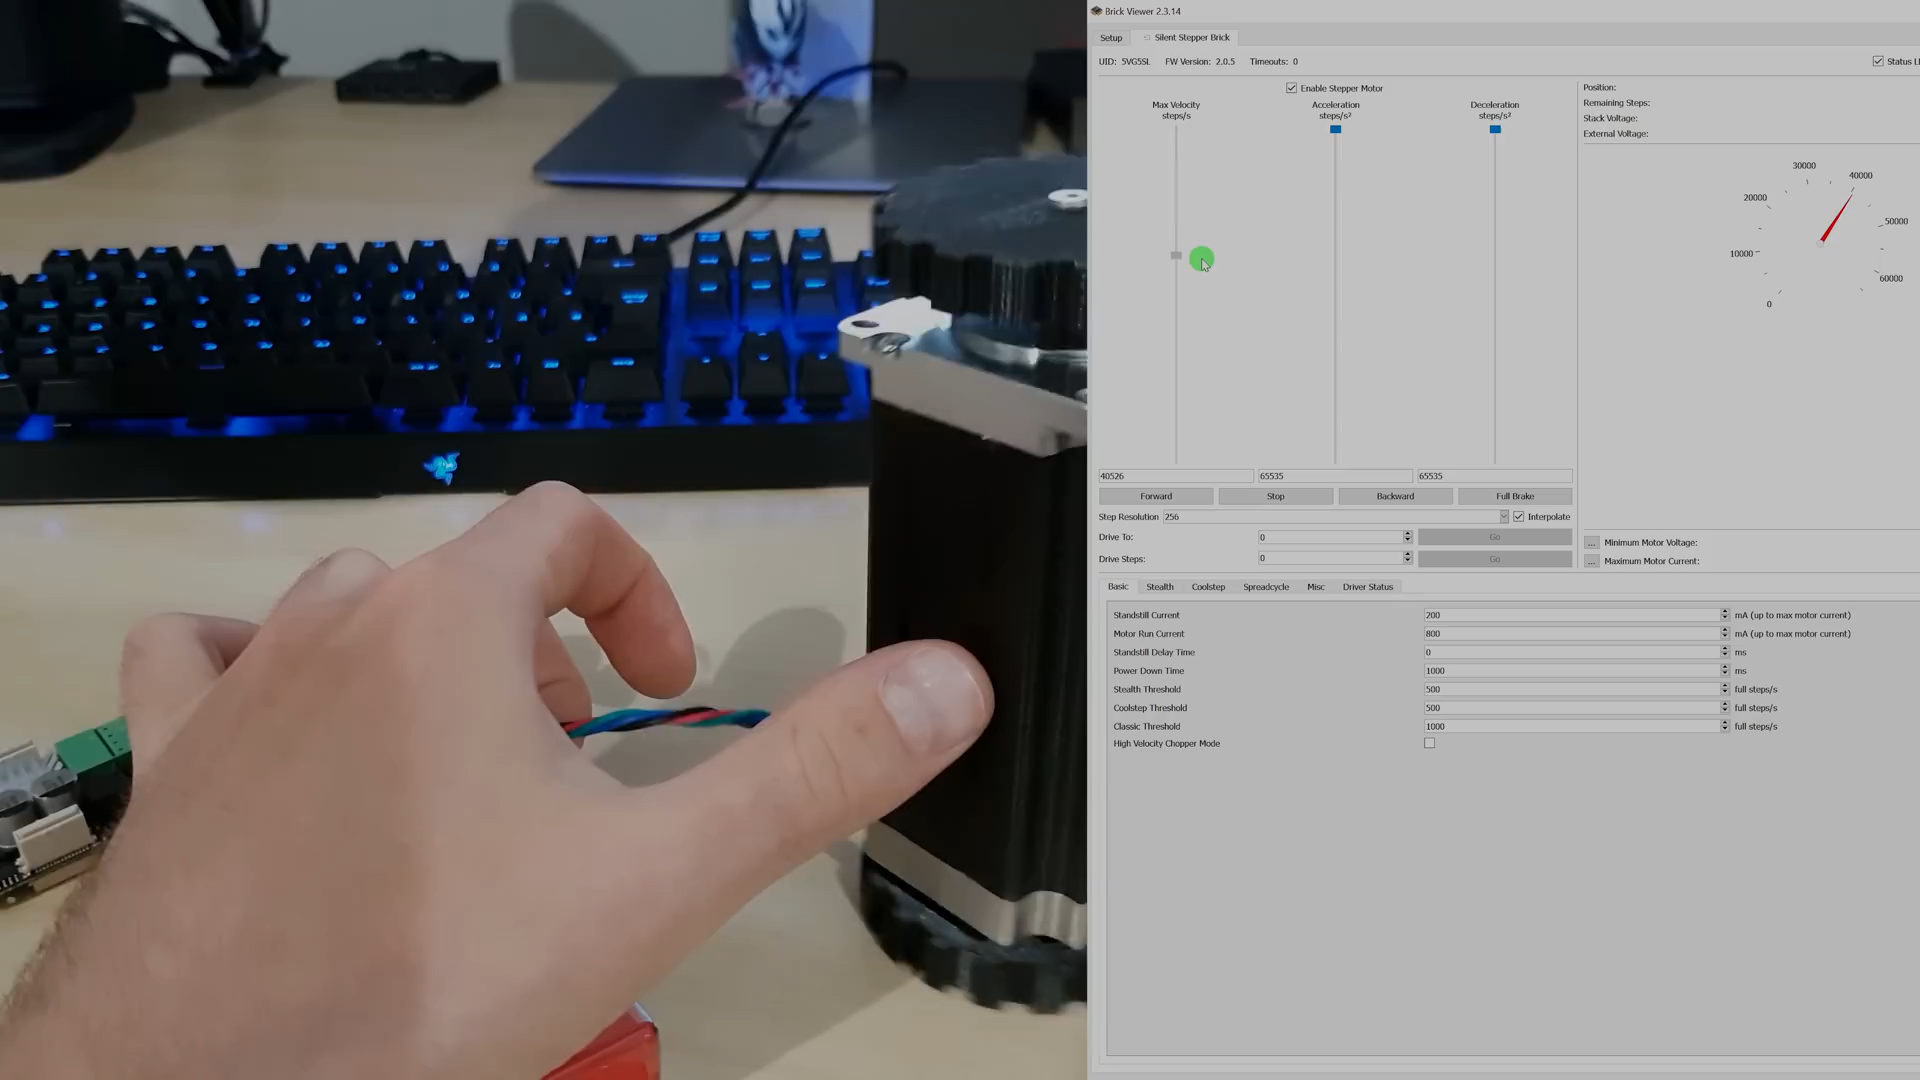 Brick Viewer 2.3.14
Setup
Silent Stepper Brick
UID: 5VG5SL FW Version: 2.0.5 Timeouts: 0
Enable Stepper Motor
Max Velocity
steps/s
Acceleration
steps/s²
Deceleration
steps/s²
40526
65535
65535
Forward
Stop
Backward
Full Brake
Step Resolution 256
Interpolate
Drive To: 0 Go
Drive Steps: 0 Go
Status
Position:
Remaining Steps:
Stack Voltage:
External Voltage:
0
10000
20000
30000
40000
50000
60000
... Minimum Motor Voltage:
... Maximum Motor Current:
Basic
Stealth
Coolstep
Spreadcycle
Misc
Driver Status
Standstill Current 200 mA (up to max motor current)
Motor Run Current 800 mA (up to max motor current)
Standstill Delay Time 0 ms
Power Down Time 1000 ms
Stealth Threshold 500 full steps/s
Coolstep Threshold 500 full steps/s
Classic Threshold 1000 full steps/s
High Velocity Chopper Mode